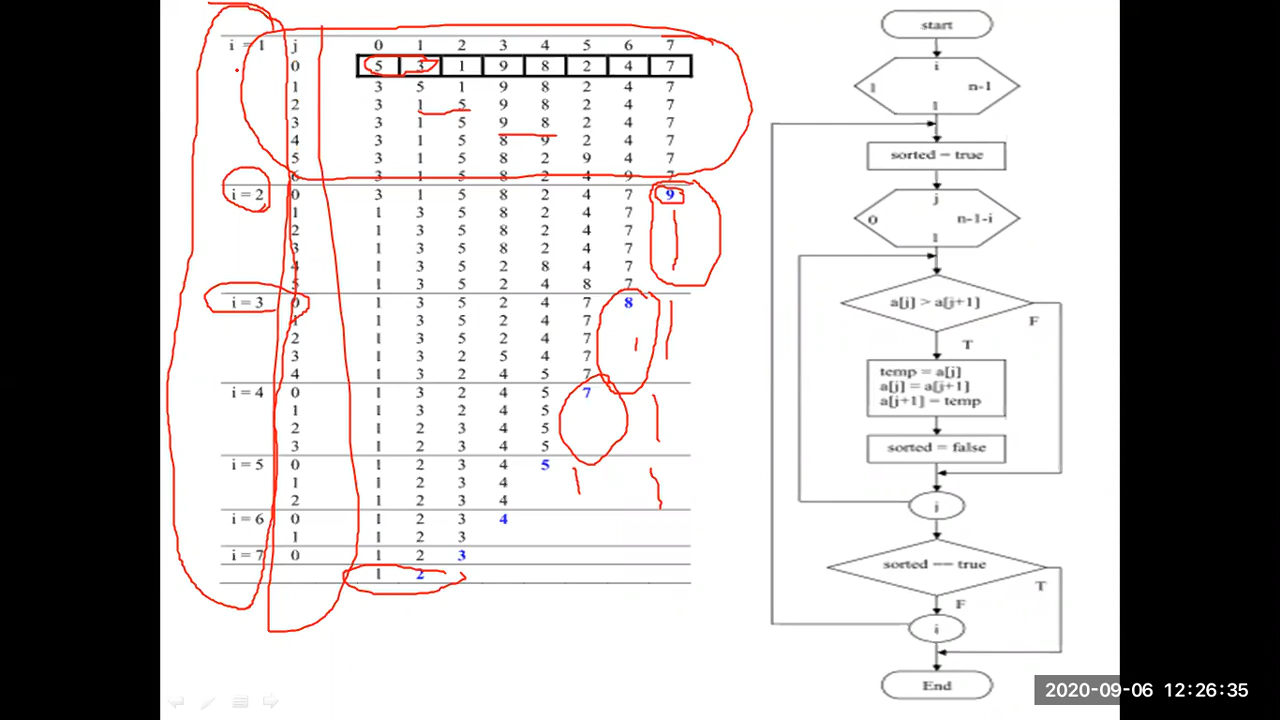 i = 1 j 0 1 2 3 4 5 6 7
0 5 3 1 9 8 2 4 7
1 3 5 1 9 8 2 4 7
2 3 1 5 9 8 2 4 7
3 3 1 5 9 8 2 4 7
4 3 1 5 8 9 2 4 7
5 3 1 5 8 2 9 4 7
6 3 1 5 8 2 4 9 7
i = 2 0 3 1 5 8 2 4 7 9
1 1 3 5 8 2 4 7
2 1 3 5 8 2 4 7
3 1 3 5 8 2 4 7
4 1 3 5 2 8 4 7
5 1 3 5 2 4 8 7
i = 3 0 1 3 5 2 4 7 8
1 1 3 5 2 4 7
2 1 3 5 2 4 7
3 1 3 2 5 4 7
4 1 3 2 4 5 7
i = 4 0 1 3 2 4 5 7
1 1 3 2 4 5
2 1 2 3 4 5
3 1 2 3 4 5
i = 5 0 1 2 3 4 5
1 1 2 3 4
2 1 2 3 4
i = 6 0 1 2 3 4
1 1 2 3
i = 7 0 1 2 3
1 2
start
i
1 n-1
1
sorted = true
j
0 n-1-i
1
a[j] > a[j+1]
F
T
temp = a[j]
a[j] = a[j+1]
a[j+1] = temp
sorted = false
j
sorted == true
T
F
i
End
2020-09-06 12:26:35